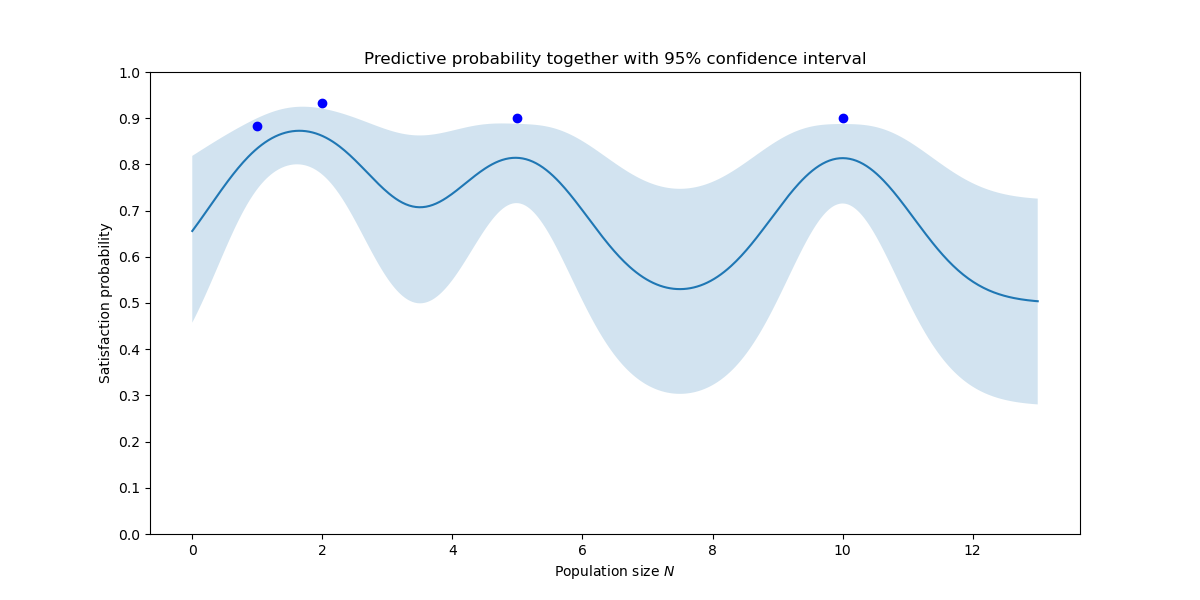 Predictive probability together with 95% confidence interval
1.0
0.9
0.8
0.7
0.6
0.5
0.4
0.3
0.2
0.1
0.0
Satisfaction probability
0 2 4 6 8 10 12
Population size N